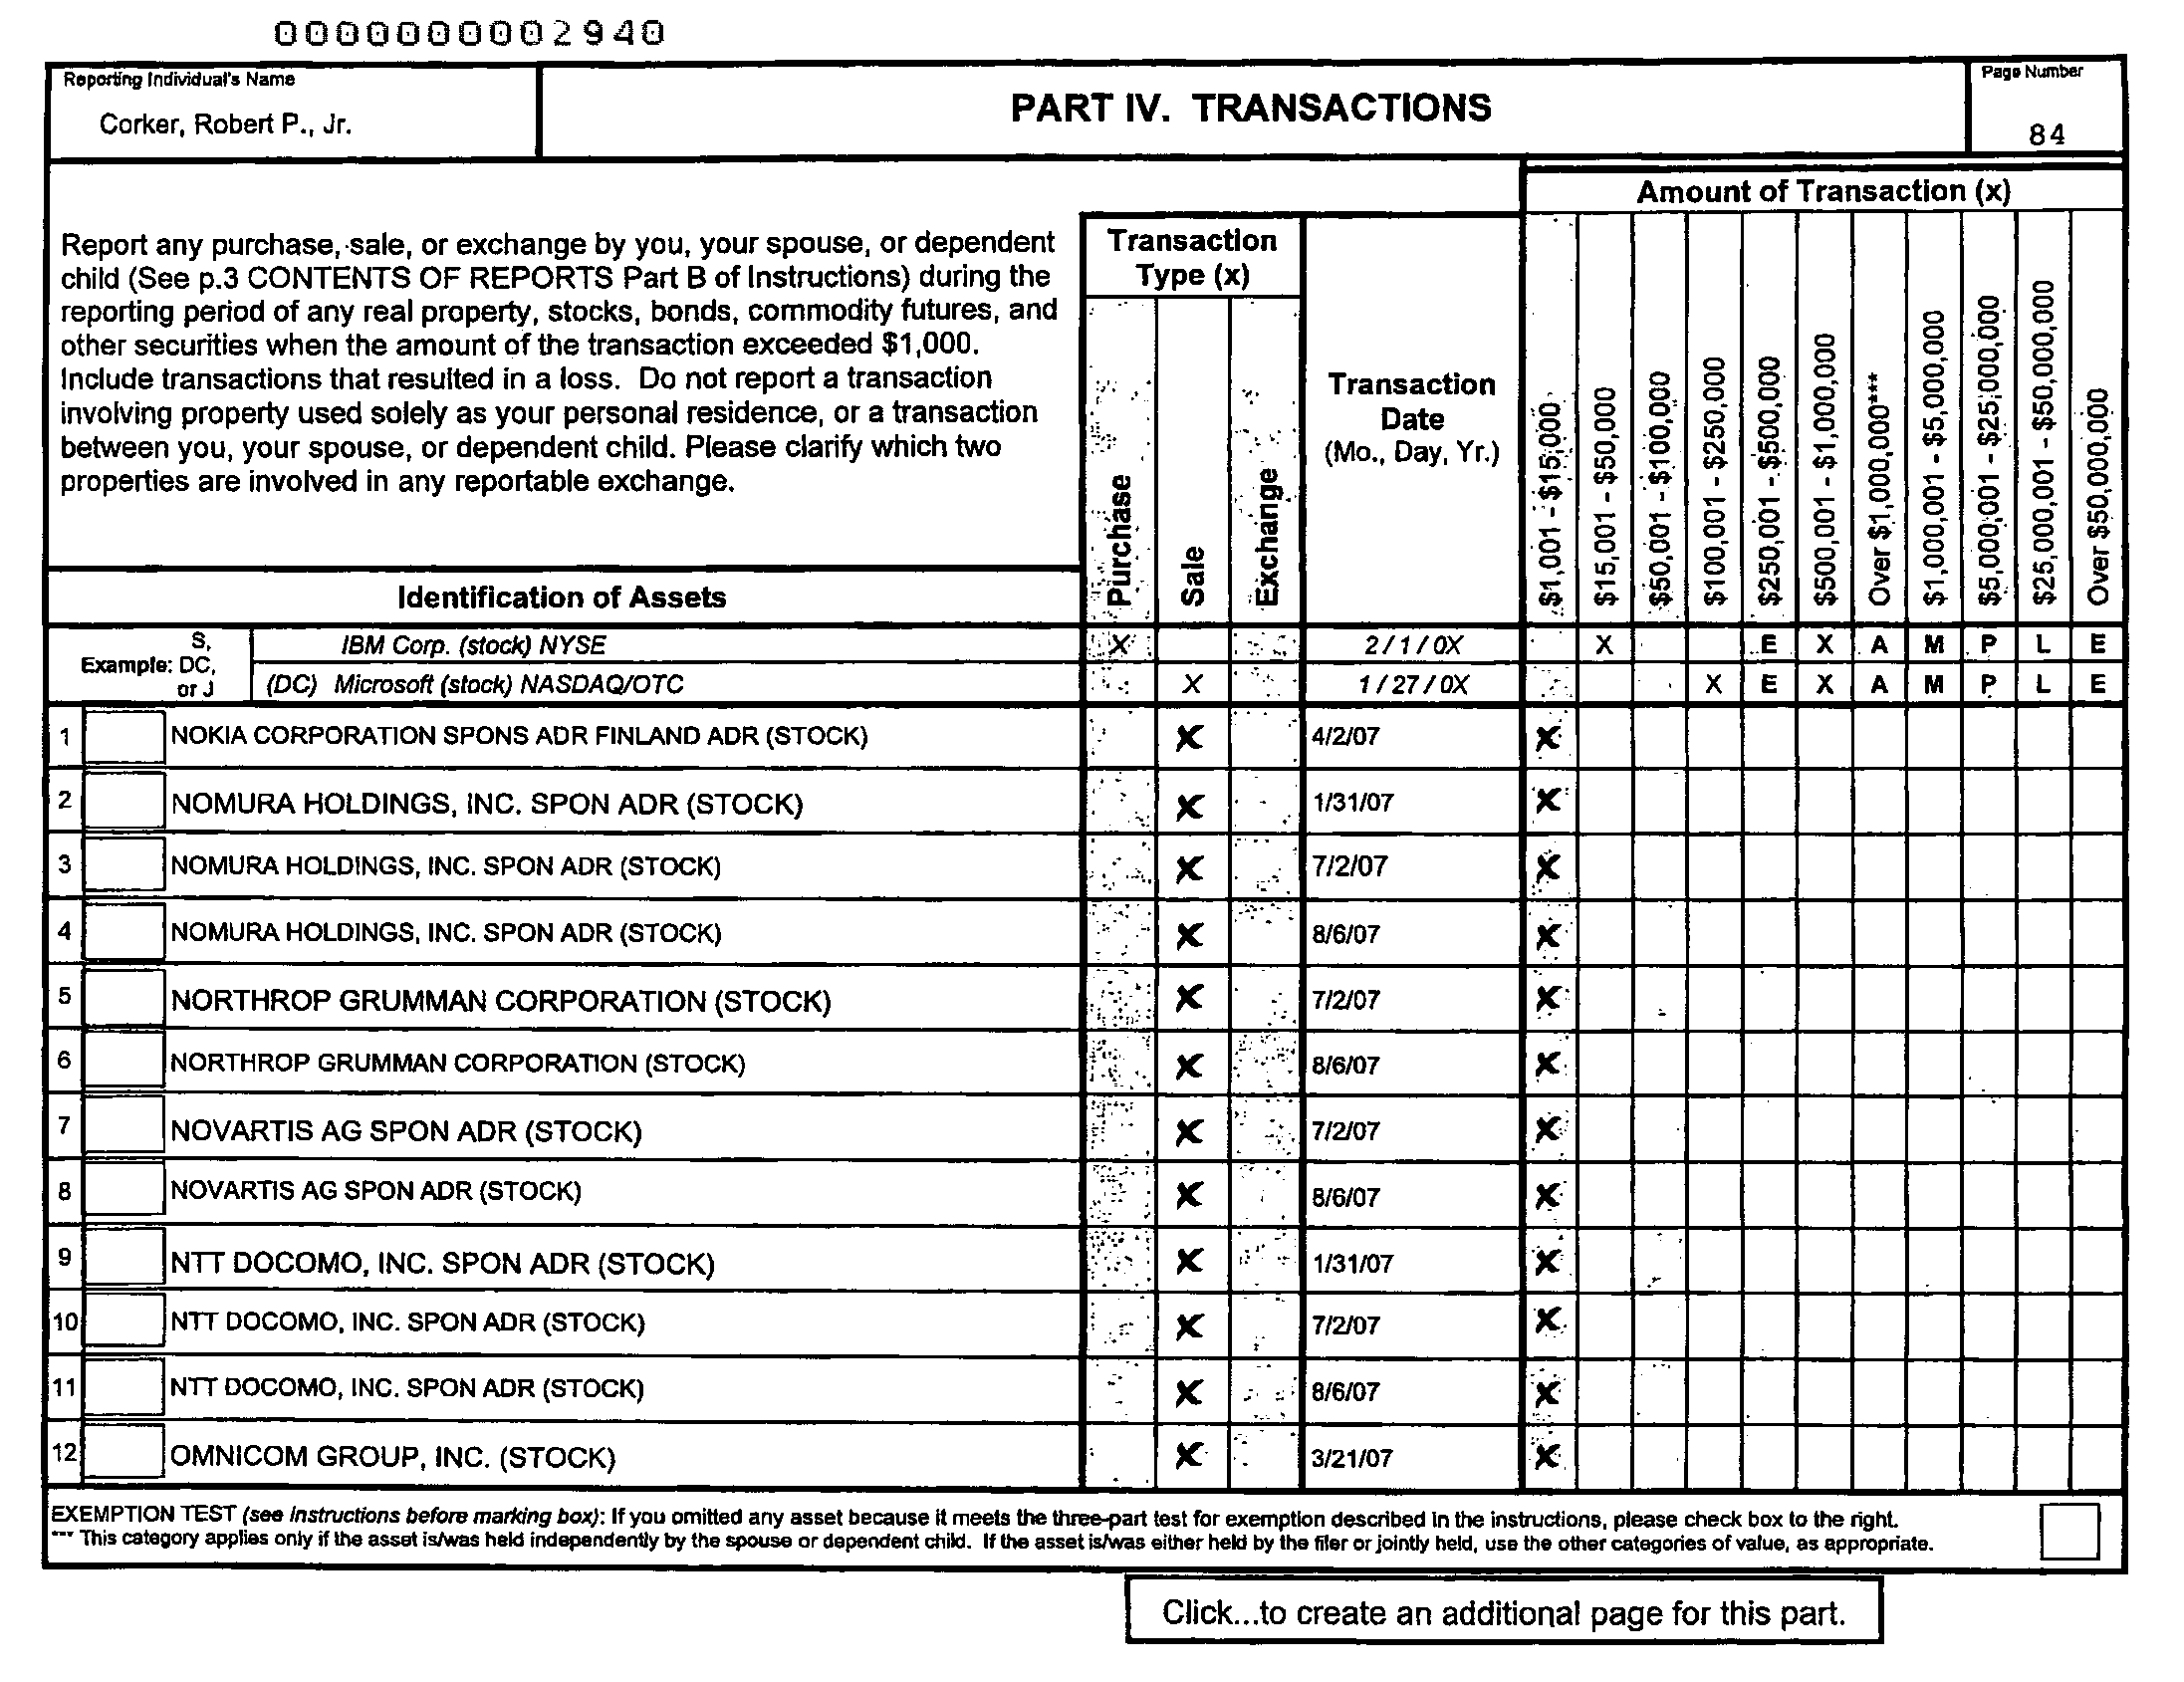 0000000002940
Reporting Individual's Name
Corker, Robert P., Jr.
PART IV. TRANSACTIONS
Page Number
84
Amount of Transaction (x)
Report any purchase, sale, or exchange by you, your spouse, or dependent
child (See p.3 CONTENTS OF REPORTS Part B of Instructions) during the
reporting period of any real property, stocks, bonds, commodity futures, and
other securities when the amount of the transaction exceeded $1,000.
Include transactions that resulted in a loss. Do not report a transaction
involving property used solely as your personal residence, or a transaction
between you, your spouse, or dependent child. Please clarify which two
properties are involved in any reportable exchange.
Transaction
Type (x)
Purchase
Sale
Exchange
Transaction
Date
(Mo., Day, Yr.)
$1,001 - $15,000
$15,001 - $50,000
$50,001 - $100,000
$100,001 - $250,000
$250,001 - $500,000
$500,001 - $1,000,000
Over $1,000,000***
$1,000,001 - $5,000,000
$5,000,001 - $25,000,000
$25,000,001 - $50,000,000
Over $50,000,000
Identification of Assets
Example: S, DC, or J
IBM Corp. (stock) NYSE X 2 / 1 / 0X X E X A M P L E
(DC) Microsoft (stock) NASDAQ/OTC X 1 / 27 / 0X X E X A M P L E
1 NOKIA CORPORATION SPONS ADR FINLAND ADR (STOCK) X 4/2/07 X
2 NOMURA HOLDINGS, INC. SPON ADR (STOCK) X 1/31/07 X
3 NOMURA HOLDINGS, INC. SPON ADR (STOCK) X 7/2/07 X
4 NOMURA HOLDINGS, INC. SPON ADR (STOCK) X 8/6/07 X
5 NORTHROP GRUMMAN CORPORATION (STOCK) X 7/2/07 X
6 NORTHROP GRUMMAN CORPORATION (STOCK) X 8/6/07 X
7 NOVARTIS AG SPON ADR (STOCK) X 7/2/07 X
8 NOVARTIS AG SPON ADR (STOCK) X 8/6/07 X
9 NTT DOCOMO, INC. SPON ADR (STOCK) X 1/31/07 X
10 NTT DOCOMO, INC. SPON ADR (STOCK) X 7/2/07 X
11 NTT DOCOMO, INC. SPON ADR (STOCK) X 8/6/07 X
12 OMNICOM GROUP, INC. (STOCK) X 3/21/07 X
EXEMPTION TEST (see instructions before marking box): If you omitted any asset because it meets the three-part test for exemption described in the instructions, please check box to the right.
*** This category applies only if the asset is/was held independently by the spouse or dependent child. If the asset is/was either held by the filer or jointly held, use the other categories of value, as appropriate.
Click...to create an additional page for this part.